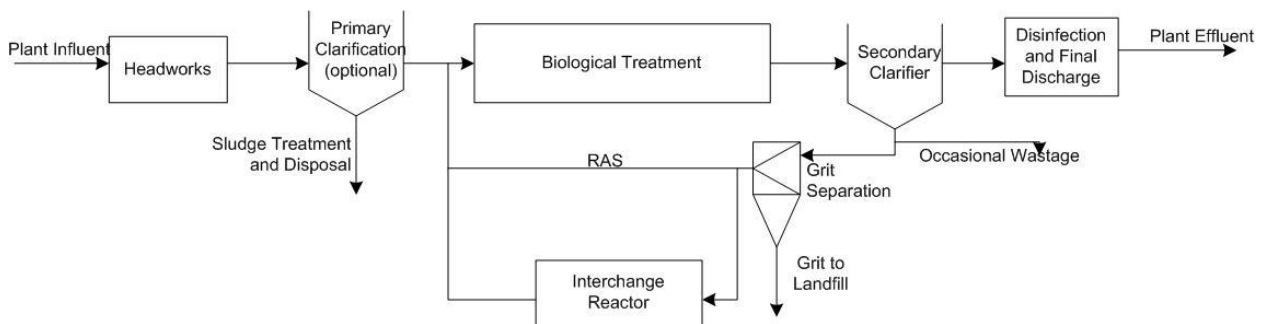 Plant Influent
Headworks
Primary
Clarification
(optional)
Biological Treatment
Secondary
Clarifier
Disinfection
and Final
Discharge
Plant Effluent
Sludge Treatment
and Disposal
RAS
Grit
Separation
Occasional Wastage
Interchange
Reactor
Grit to
Landfill